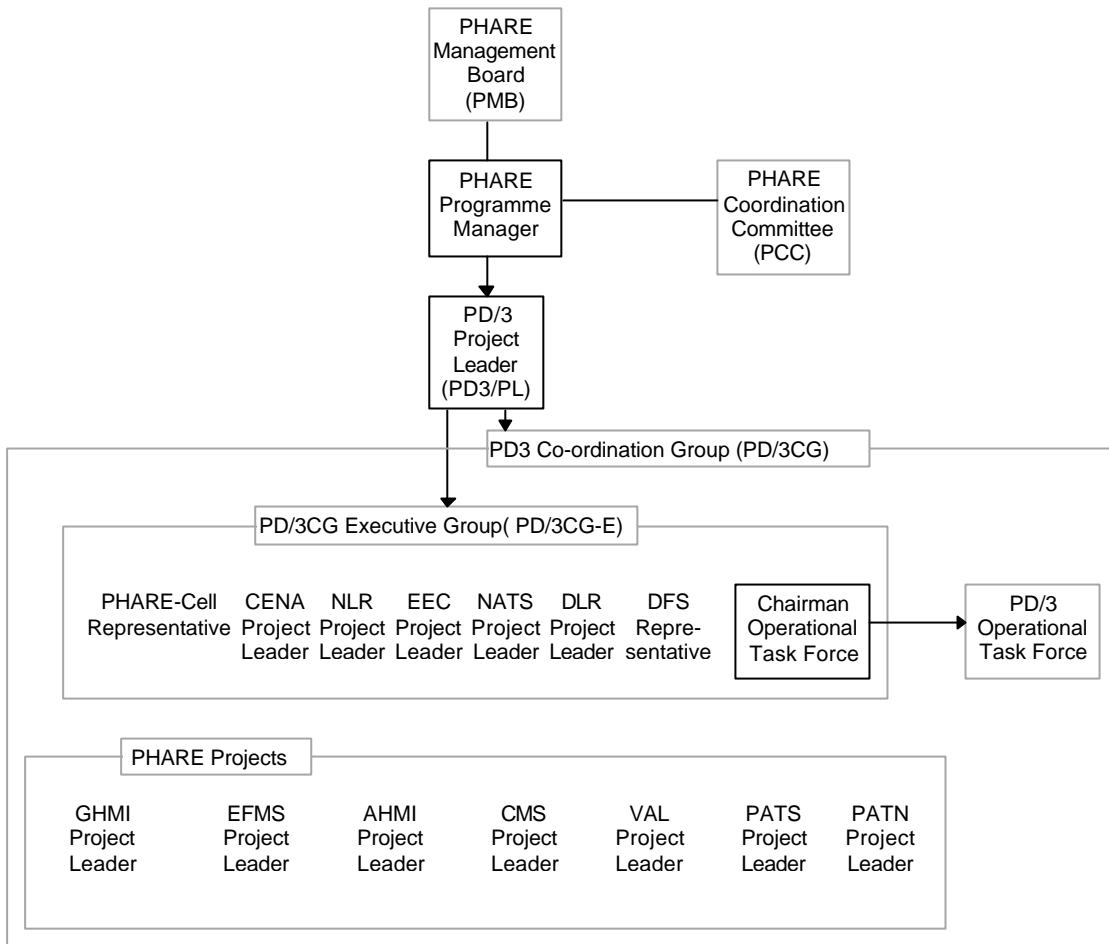 PHARE
Management
Board
(PMB)
PHARE
Programme
Manager
PHARE
Coordination
Committee
(PCC)
PD/3
Project
Leader
(PD3/PL)
PD3 Co-ordination Group (PD/3CG)
PD/3CG Executive Group( PD/3CG-E)
PHARE-Cell
Representative
CENA
Project
Leader
NLR
Project
Leader
EEC
Project
Leader
NATS
Project
Leader
DLR
Project
Leader
DFS
Repre-
sentative
Chairman
Operational
Task Force
PD/3
Operational
Task Force
PHARE Projects
GHMI
Project
Leader
EFMS
Project
Leader
AHMI
Project
Leader
CMS
Project
Leader
VAL
Project
Leader
PATS
Project
Leader
PATN
Project
Leader